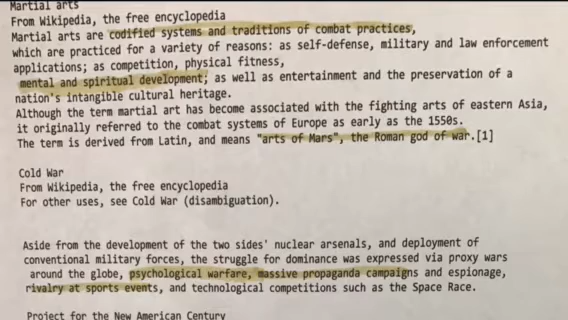 Martial arts
From Wikipedia, the free encyclopedia
Martial arts are codified systems and traditions of combat practices,
which are practiced for a variety of reasons: as self-defense, military and law enforcement
applications; as competition, physical fitness,
mental and spiritual development; as well as entertainment and the preservation of a
nation's intangible cultural heritage.
Although the term martial art has become associated with the fighting arts of eastern Asia,
it originally referred to the combat systems of Europe as early as the 1550s.
The term is derived from Latin, and means "arts of Mars", the Roman god of war.[1]
Cold War
From Wikipedia, the free encyclopedia
For other uses, see Cold War (disambiguation).
Aside from the development of the two sides' nuclear arsenals, and deployment of
conventional military forces, the struggle for dominance was expressed via proxy wars
around the globe, psychological warfare, massive propaganda campaigns and espionage,
rivalry at sports events, and technological competitions such as the Space Race.
Project for the New American Century